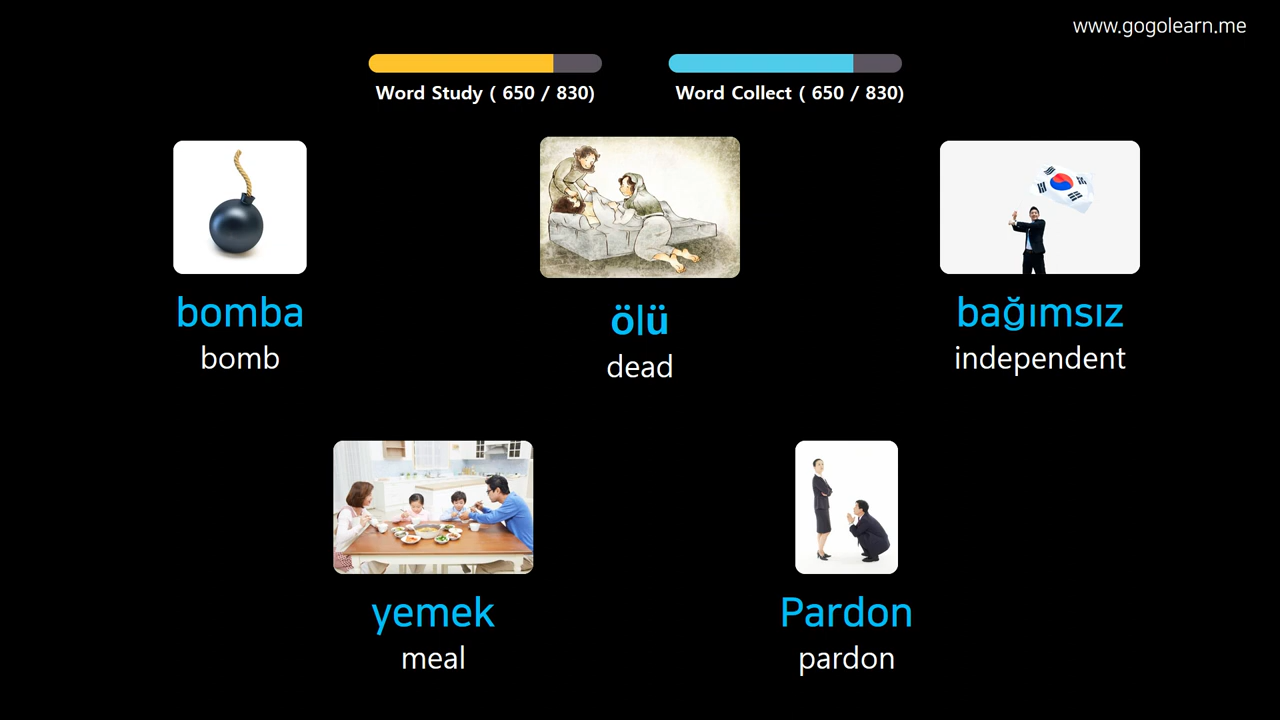 www.gogolearn.me
Word Study ( 650 / 830)
Word Collect ( 650 / 830)
bomba
bomb
ölü
dead
bağımsız
independent
yemek
meal
Pardon
pardon